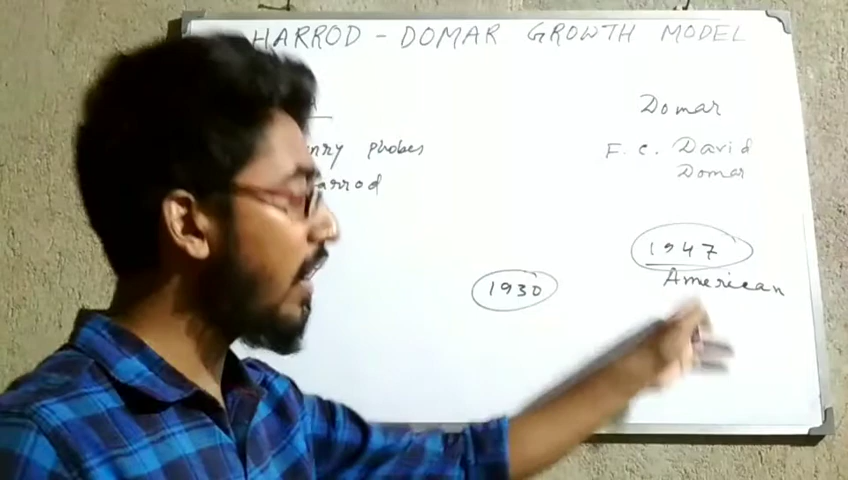 HARROD - DOMAR GROWTH MODEL
Domar
phobes
F. C. David
Domar
1947
1930
American